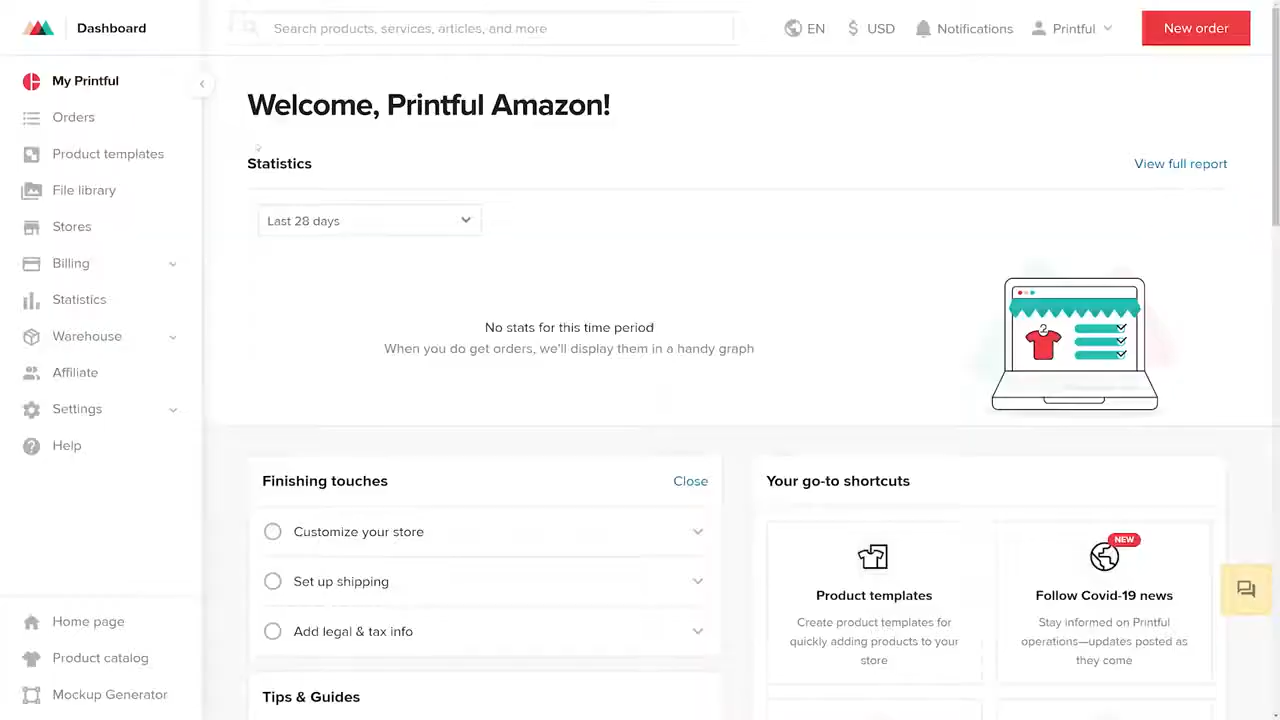 Dashboard
Search products, services, articles, and more
EN
USD
Notifications
Printful
New order
My Printful
Orders
Product templates
File library
Stores
Billing
Statistics
Warehouse
Affiliate
Settings
Help
Home page
Product catalog
Mockup Generator
Welcome, Printful Amazon!
Statistics
View full report
Last 28 days
No stats for this time period
When you do get orders, we'll display them in a handy graph
2
Finishing touches
Close
Customize your store
Set up shipping
Add legal & tax info
Tips & Guides
Your go-to shortcuts
Product templates
Create product templates for
quickly adding products to your
store
NEW
Follow Covid-19 news
Stay informed on Printful
operations—updates posted as
they come